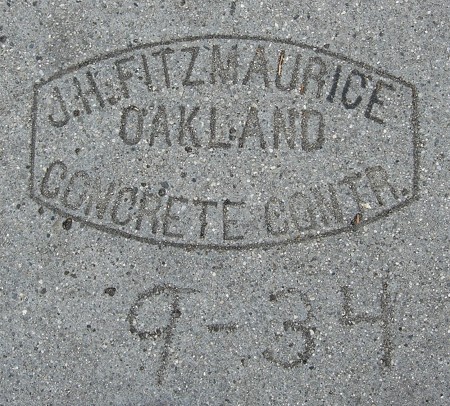 J.H. FITZMAURICE
OAKLAND
CONCRETE CONTR.
9-34